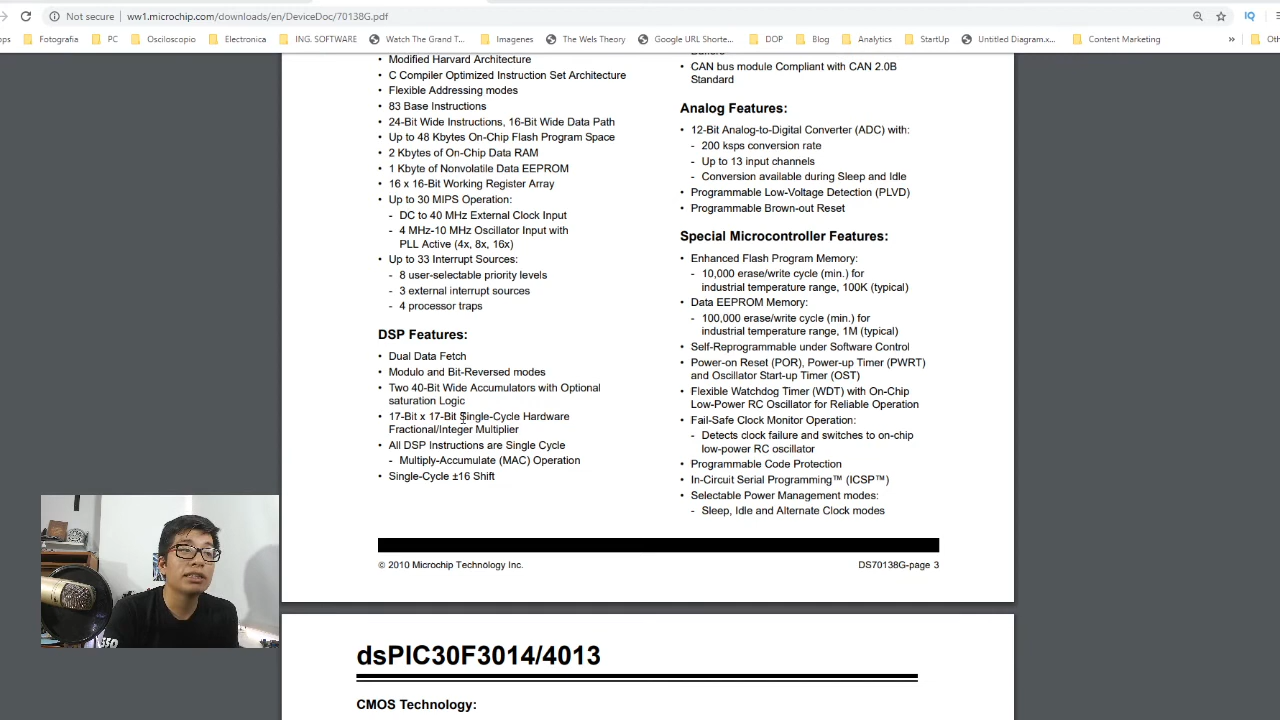 Not secure
ww1.microchip.com/downloads/en/DeviceDoc/70138G.pdf
Fotografia
PC
Osciloscopio
Electronica
ING. SOFTWARE
Watch The Grand T...
Imagenes
The Wels Theory
Google URL Shorte...
DOP
Blog
Analytics
StartUp
Untitled Diagram.x...
Content Marketing
»
Modified Harvard Architecture
• C Compiler Optimized Instruction Set Architecture
• Flexible Addressing modes
• 83 Base Instructions
• 24-Bit Wide Instructions, 16-Bit Wide Data Path
• Up to 48 Kbytes On-Chip Flash Program Space
• 2 Kbytes of On-Chip Data RAM
• 1 Kbyte of Nonvolatile Data EEPROM
• 16 x 16-Bit Working Register Array
• Up to 30 MIPS Operation:
- DC to 40 MHz External Clock Input
- 4 MHz-10 MHz Oscillator Input with
PLL Active (4x, 8x, 16x)
• Up to 33 Interrupt Sources:
- 8 user-selectable priority levels
- 3 external interrupt sources
- 4 processor traps
DSP Features:
• Dual Data Fetch
• Modulo and Bit-Reversed modes
• Two 40-Bit Wide Accumulators with Optional
saturation Logic
• 17-Bit x 17-Bit Single-Cycle Hardware
Fractional/Integer Multiplier
• All DSP Instructions are Single Cycle
- Multiply-Accumulate (MAC) Operation
• Single-Cycle ±16 Shift
• CAN bus module Compliant with CAN 2.0B
Standard
Analog Features:
• 12-Bit Analog-to-Digital Converter (ADC) with:
- 200 ksps conversion rate
- Up to 13 input channels
- Conversion available during Sleep and Idle
• Programmable Low-Voltage Detection (PLVD)
• Programmable Brown-out Reset
Special Microcontroller Features:
• Enhanced Flash Program Memory:
- 10,000 erase/write cycle (min.) for
industrial temperature range, 100K (typical)
• Data EEPROM Memory:
- 100,000 erase/write cycle (min.) for
industrial temperature range, 1M (typical)
• Self-Reprogrammable under Software Control
• Power-on Reset (POR), Power-up Timer (PWRT)
and Oscillator Start-up Timer (OST)
• Flexible Watchdog Timer (WDT) with On-Chip
Low-Power RC Oscillator for Reliable Operation
• Fail-Safe Clock Monitor Operation:
- Detects clock failure and switches to on-chip
low-power RC oscillator
• Programmable Code Protection
• In-Circuit Serial Programming™ (ICSP™)
• Selectable Power Management modes:
- Sleep, Idle and Alternate Clock modes
© 2010 Microchip Technology Inc.
DS70138G-page 3
dsPIC30F3014/4013
CMOS Technology: